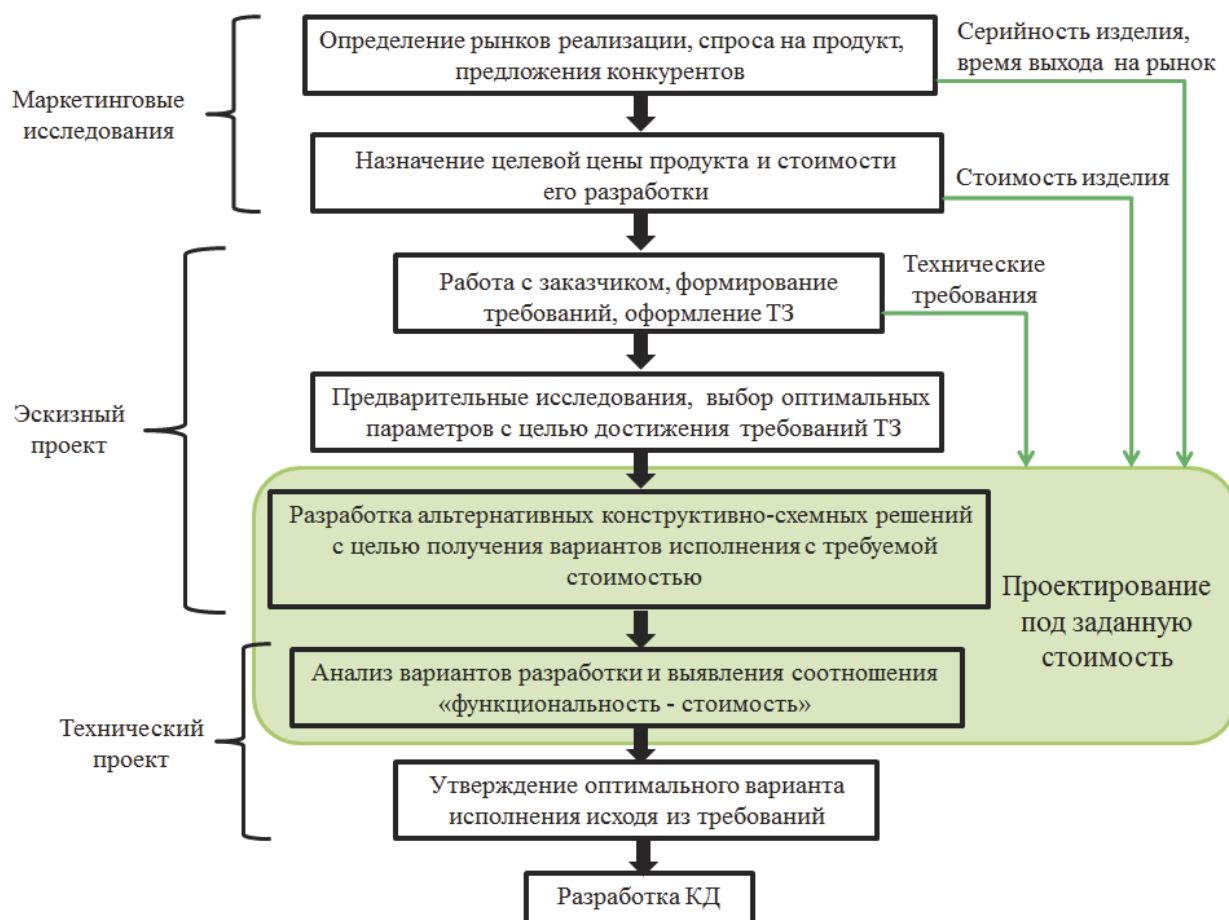 Определение рынков реализации, спроса на продукт,
предложения конкурентов
Серийность изделия,
время выхода на рынок
Маркетинговые
исследования
Назначение целевой цены продукта и стоимости
его разработки
Стоимость изделия
Работа с заказчиком, формирование
требований, оформление ТЗ
Технические
требования
Эскизный
проект
Предварительные исследования, выбор оптимальных
параметров с целью достижения требований ТЗ
Разработка альтернативных конструктивно-схемных решений
с целью получения вариантов исполнения с требуемой
стоимостью
Проектирование
под заданную
стоимость
Анализ вариантов разработки и выявления соотношения
«функциональность - стоимость»
Технический
проект
Утверждение оптимального варианта
исполнения исходя из требований
Разработка КД